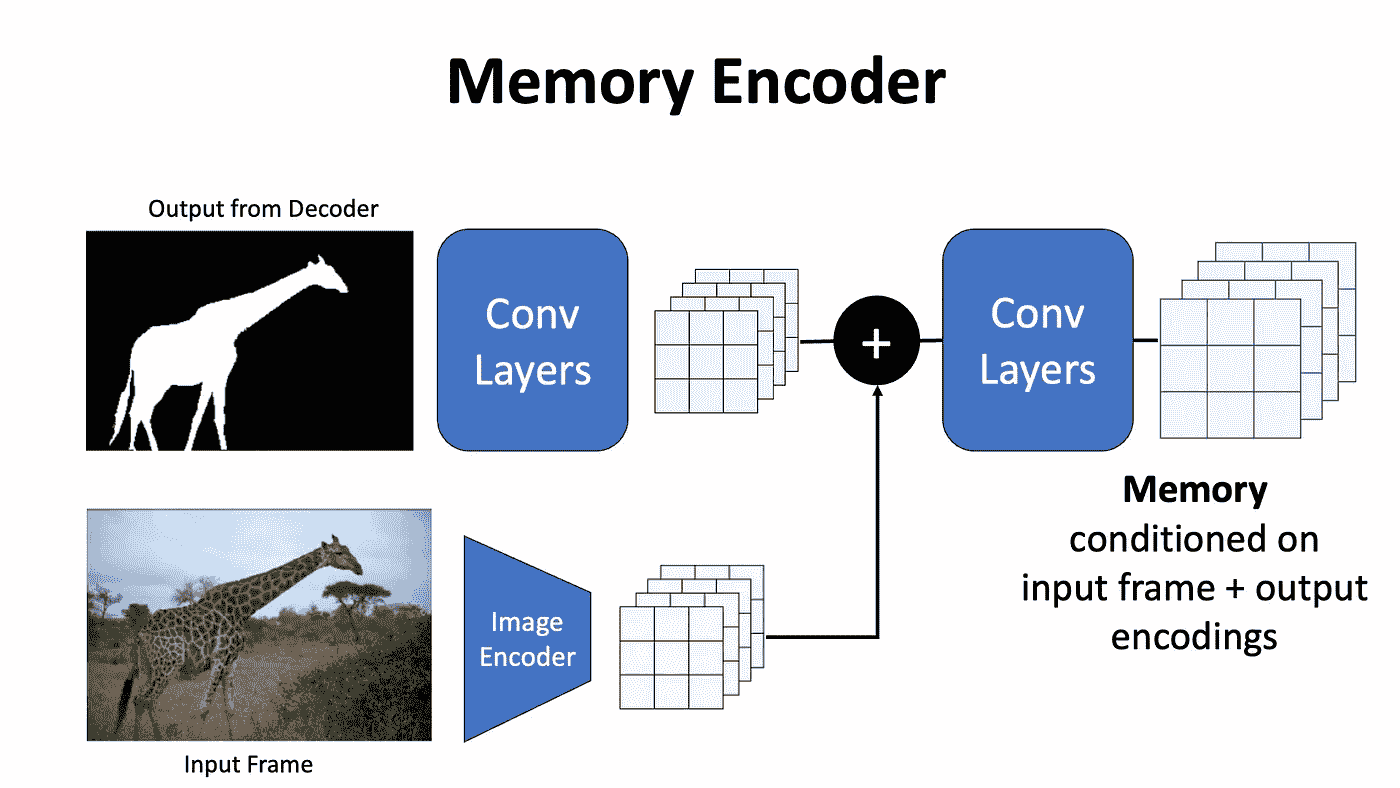 Memory Encoder
Output from Decoder
Conv
Layers
+
Conv
Layers
Memory
conditioned on
input frame + output
encodings
Image
Encoder
Input Frame